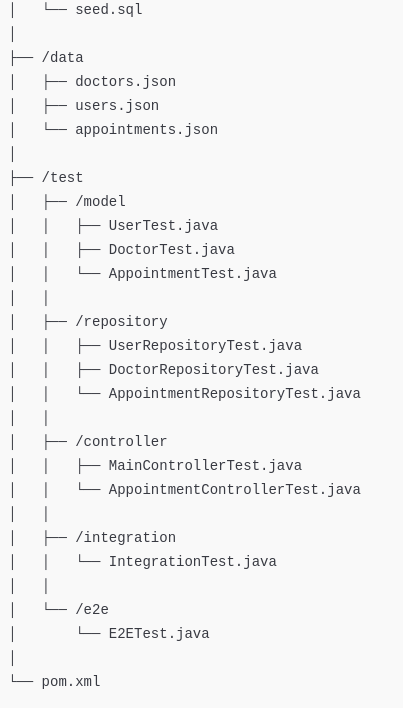 │   └── seed.sql
│
├── /data
│   ├── doctors.json
│   ├── users.json
│   └── appointments.json
│
├── /test
│   ├── /model
│   │   ├── UserTest.java
│   │   ├── DoctorTest.java
│   │   └── AppointmentTest.java
│   │
│   ├── /repository
│   │   ├── UserRepositoryTest.java
│   │   ├── DoctorRepositoryTest.java
│   │   └── AppointmentRepositoryTest.java
│   │
│   ├── /controller
│   │   ├── MainControllerTest.java
│   │   └── AppointmentControllerTest.java
│   │
│   ├── /integration
│   │   └── IntegrationTest.java
│   │
│   └── /e2e
│       └── E2ETest.java
│
└── pom.xml